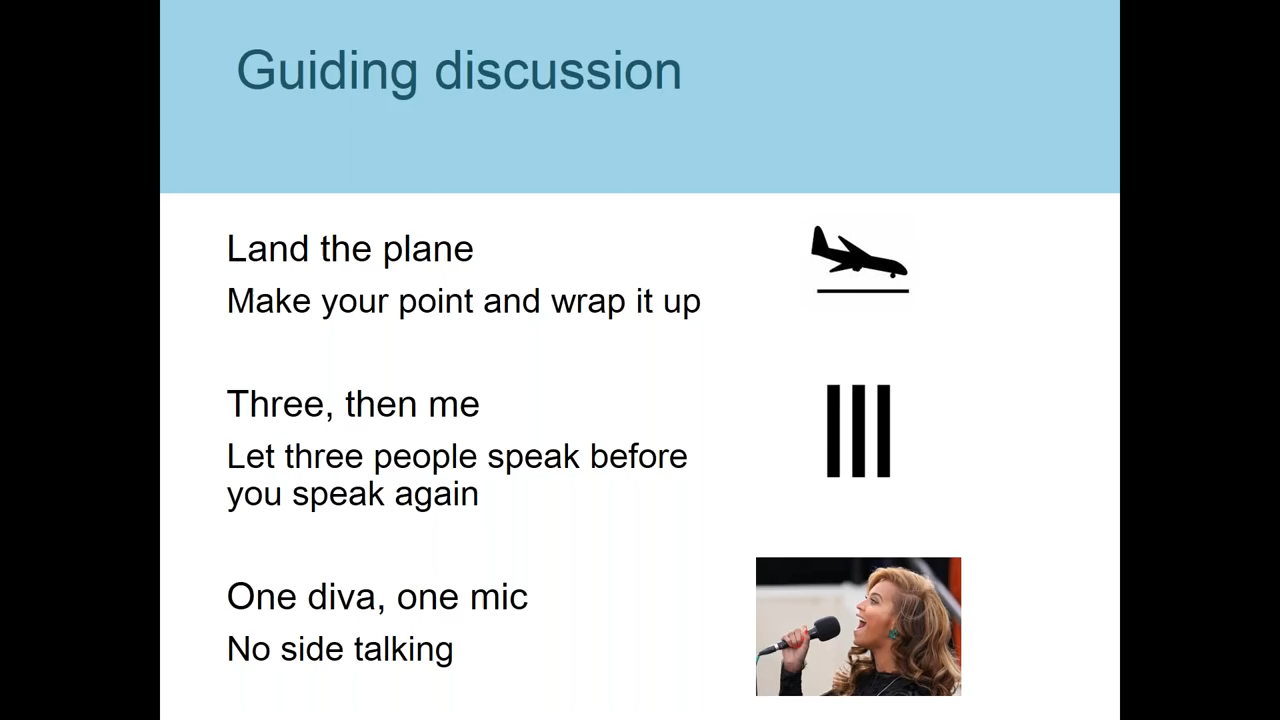 Guiding discussion
Land the plane
Make your point and wrap it up
Three, then me
Let three people speak before
you speak again
One diva, one mic
No side talking